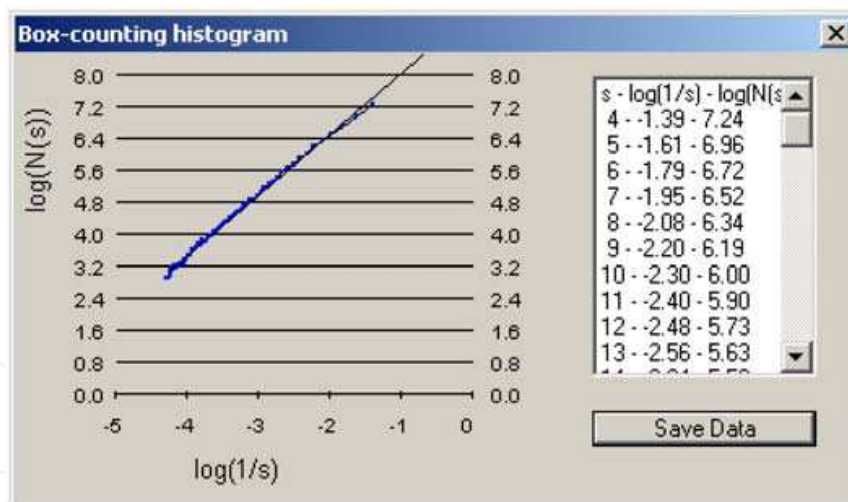 Box-counting histogram
log(N(s))
8.0 8.0
7.2 7.2
6.4 6.4
5.6 5.6
4.8 4.8
4.0 4.0
3.2 3.2
2.4 2.4
1.6 1.6
0.8 0.8
0.0 0.0
-5 -4 -3 -2 -1 0
log(1/s)
s - log(1/s) - log(N(s
4 - -1.39 - 7.24
5 - -1.61 - 6.96
6 - -1.79 - 6.72
7 - -1.95 - 6.52
8 - -2.08 - 6.34
9 - -2.20 - 6.19
10 - -2.30 - 6.00
11 - -2.40 - 5.90
12 - -2.48 - 5.73
13 - -2.56 - 5.63
Save Data